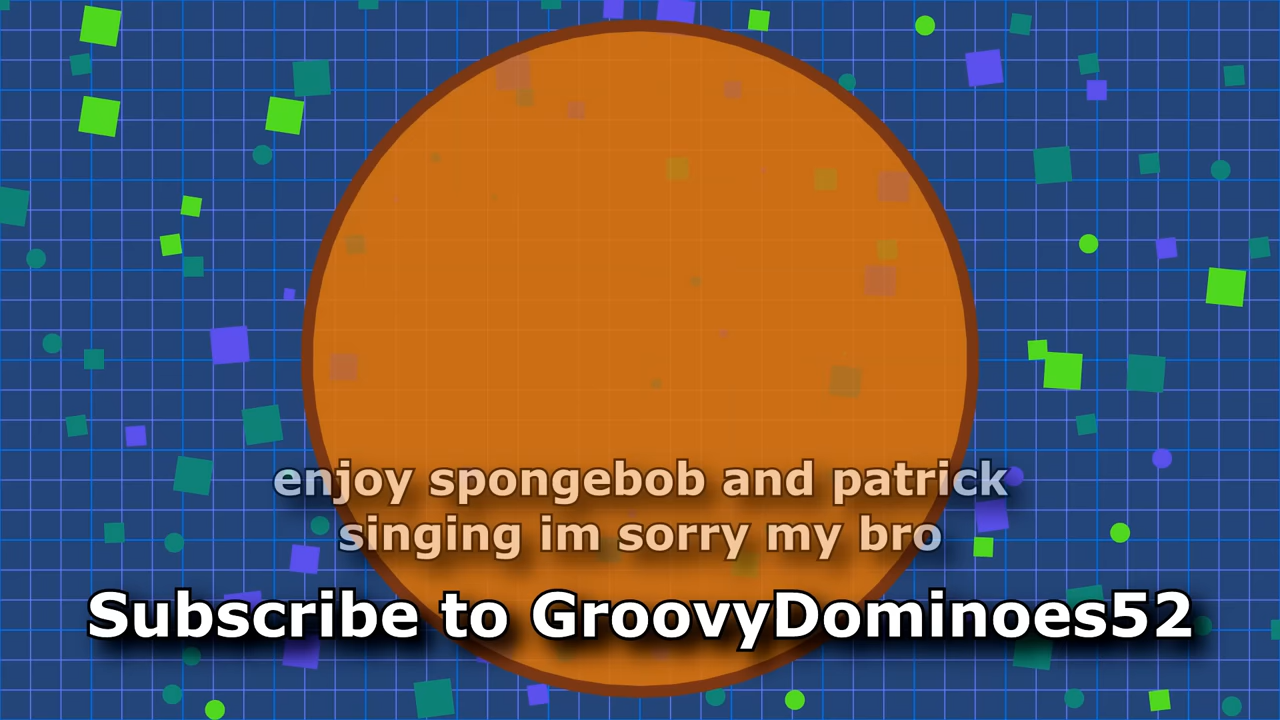 enjoy spongebob and patrick
singing im sorry my bro
Subscribe to GroovyDominoes52